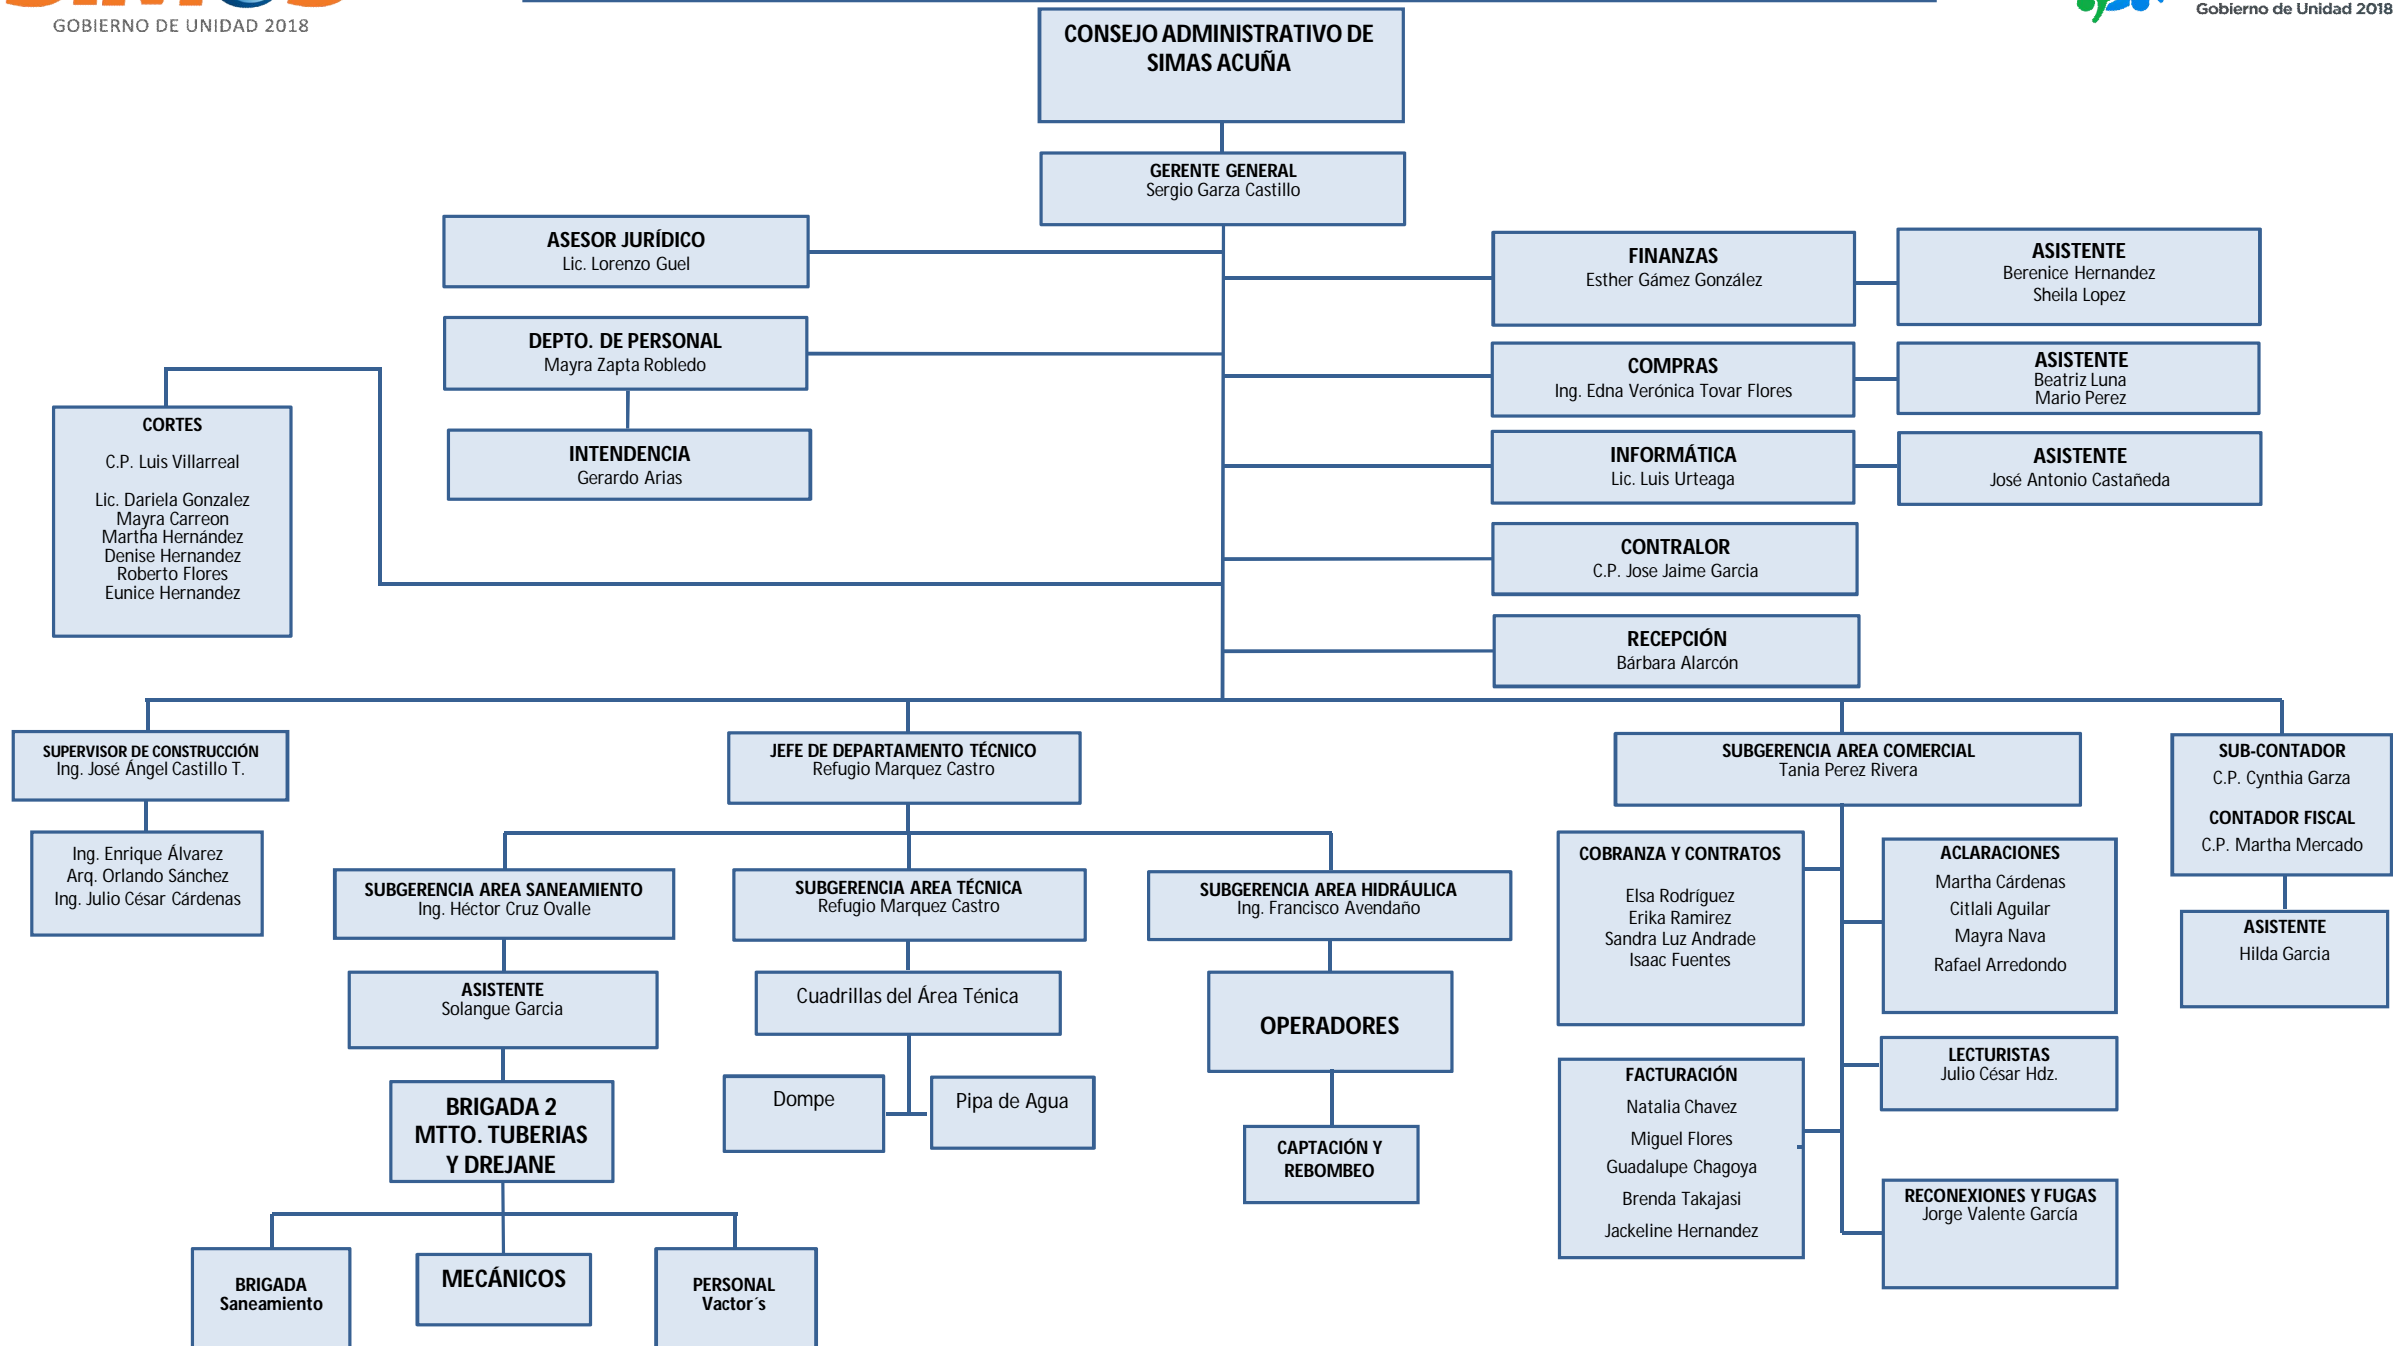 GOBIERNO DE UNIDAD 2018
Gobierno de Unidad 2018
CONSEJO ADMINISTRATIVO DE
SIMAS ACUÑA
GERENTE GENERAL
Sergio Garza Castillo
ASESOR JURÍDICO
Lic. Lorenzo Guel
DEPTO. DE PERSONAL
Mayra Zapta Robledo
INTENDENCIA
Gerardo Arias
CORTES
C.P. Luis Villarreal
Lic. Dariela Gonzalez
Mayra Carreon
Martha Hernández
Denise Hernandez
Roberto Flores
Eunice Hernandez
FINANZAS
Esther Gámez González
ASISTENTE
Berenice Hernandez
Sheila Lopez
COMPRAS
Ing. Edna Verónica Tovar Flores
ASISTENTE
Beatriz Luna
Mario Perez
INFORMÁTICA
Lic. Luis Urteaga
ASISTENTE
José Antonio Castañeda
CONTRALOR
C.P. Jose Jaime Garcia
RECEPCIÓN
Bárbara Alarcón
SUPERVISOR DE CONSTRUCCIÓN
Ing. José Ángel Castillo T.
Ing. Enrique Álvarez
Arq. Orlando Sánchez
Ing. Julio César Cárdenas
JEFE DE DEPARTAMENTO TÉCNICO
Refugio Marquez Castro
SUBGERENCIA AREA SANEAMIENTO
Ing. Héctor Cruz Ovalle
ASISTENTE
Solangue Garcia
BRIGADA 2
MTTO. TUBERIAS
Y DREJANE
BRIGADA
Saneamiento
MECÁNICOS
PERSONAL
Vactor´s
SUBGERENCIA AREA TÉCNICA
Refugio Marquez Castro
Cuadrillas del Área Ténica
Dompe
Pipa de Agua
SUBGERENCIA AREA HIDRÁULICA
Ing. Francisco Avendaño
OPERADORES
CAPTACIÓN Y
REBOMBEO
SUBGERENCIA AREA COMERCIAL
Tania Perez Rivera
COBRANZA Y CONTRATOS
Elsa Rodríguez
Erika Ramirez
Sandra Luz Andrade
Isaac Fuentes
FACTURACIÓN
Natalia Chavez
Miguel Flores
Guadalupe Chagoya
Brenda Takajasi
Jackeline Hernandez
ACLARACIONES
Martha Cárdenas
Citlali Aguilar
Mayra Nava
Rafael Arredondo
LECTURISTAS
Julio César Hdz.
RECONEXIONES Y FUGAS
Jorge Valente García
SUB-CONTADOR
C.P. Cynthia Garza
CONTADOR FISCAL
C.P. Martha Mercado
ASISTENTE
Hilda Garcia